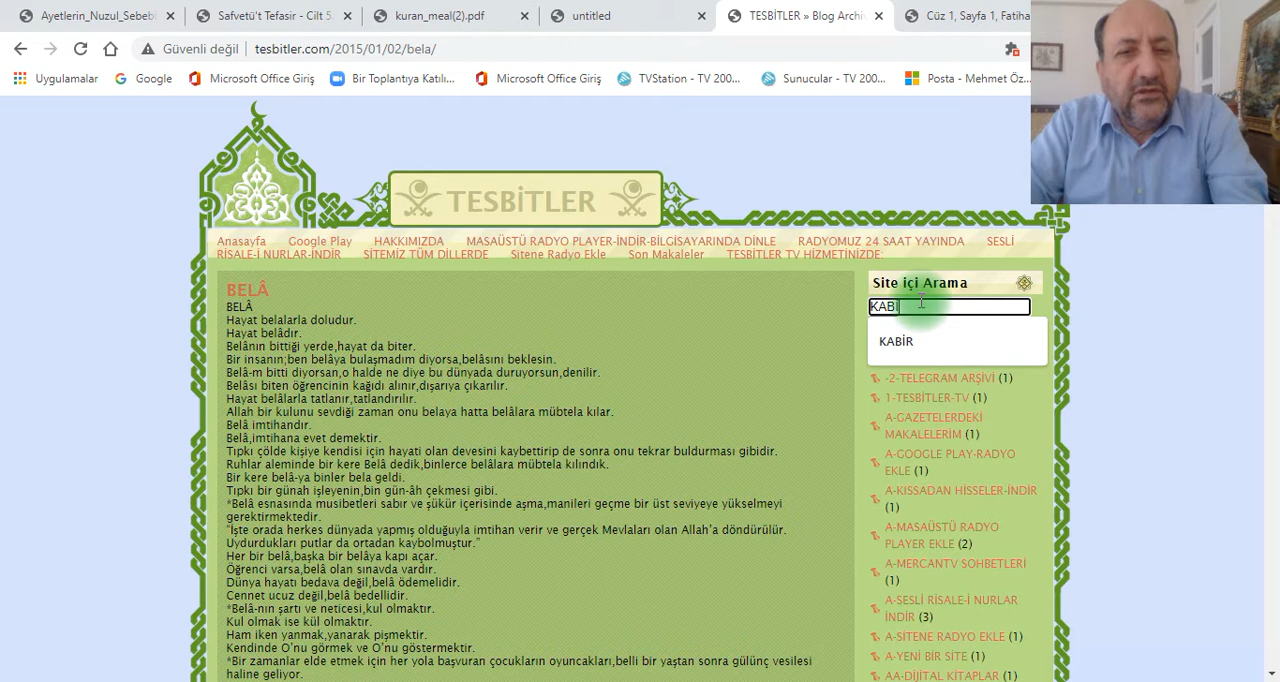 Ayetlerin_Nuzul_Sebebl
Safvetü't Tefasir - Cilt 5
kuran_meal(2).pdf
untitled
TESBİTLER » Blog Archiv
Cüz 1, Sayfa 1, Fatiha
Güvenli değil
tesbitler.com/2015/01/02/bela/
Uygulamalar
Google
Microsoft Office Giriş
Bir Toplantıya Katılı...
Microsoft Office Giriş
TVStation - TV 200...
Sunucular - TV 200...
Posta - Mehmet Öz...
TESBİTLER
Anasayfa Google Play HAKKIMIZDA MASAÜSTÜ RADYO PLAYER-İNDİR-BİLGİSAYARINDA DİNLE RADYOMUZ 24 SAAT YAYINDA SESLİ
RİSALE-İ NURLAR-İNDİR SİTEMİZ TÜM DİLLERDE Sitene Radyo Ekle Son Makaleler TESBİTLER TV HİZMETİNİZDE:
BELÂ
BELÂ
Hayat belalarla doludur.
Hayat belâdır.
Belânın bittiği yerde,hayat da biter.
Bir insanın;ben belâya bulaşmadım diyorsa,belâsını beklesin.
Belâ-m bitti diyorsan,o halde ne diye bu dünyada duruyorsun,denilir.
Belâsı biten öğrencinin kağıdı alınır,dışarıya çıkarılır.
Hayat belâlarla tatlanır,tatlandırılır.
Allah bir kulunu sevdiği zaman onu belaya hatta belâlara mübtela kılar.
Belâ imtihandır.
Belâ,imtihana evet demektir.
Tıpkı çölde kişiye kendisi için hayati olan devesini kaybettirip de sonra onu tekrar buldurması gibidir.
Ruhlar aleminde bir kere Belâ dedik,binlerce belâlara mübtela kılındık.
Bir kere belâ-ya binler bela geldi.
Tıpkı bir günah işleyenin,bin gün-âh çekmesi gibi.
*Belâ esnasında musibetleri sabır ve şükür içerisinde aşma,manileri geçme bir üst seviyeye yükselmeyi
gerektirmektedir.
“İşte orada herkes dünyada yapmış olduğuyla imtihan verir ve gerçek Mevlaları olan Allah’a döndürülür.
Uydurdukları putlar da ortadan kaybolmuştur.”
Her bir belâ,başka bir belâya kapı açar.
Öğrenci varsa,belâ olan sınavda vardır.
Dünya hayatı bedava değil,belâ ödemelidir.
Cennet ucuz değil,belâ bedellidir.
*Belâ-nın şartı ve neticesi,kul olmaktır.
Kul olmak ise kül olmaktır.
Ham iken yanmak,yanarak pişmektir.
Kendinde O’nu görmek ve O’nu göstermektir.
*Bir zamanlar elde etmek için her yola başvuran çocukların oyuncakları,belli bir yaştan sonra gülünç vesilesi
haline geliyor.
Site içi Arama
KABİ
KABİR
-2-TELEGRAM ARŞİVİ (1)
1-TESBİTLER-TV (1)
A-GAZETELERDEKİ
MAKALELERİM (1)
A-GOOGLE PLAY-RADYO
EKLE (1)
A-KISSADAN HİSSELER-İNDİR
(1)
A-MASAÜSTÜ RADYO
PLAYER EKLE (2)
A-MERCANTV SOHBETLERİ
(1)
A-SESLİ RİSALE-İ NURLAR
İNDİR (3)
A-SİTENE RADYO EKLE (1)
A-YENİ BİR SİTE (1)
AA-DİJİTAL KİTAPLAR (1)